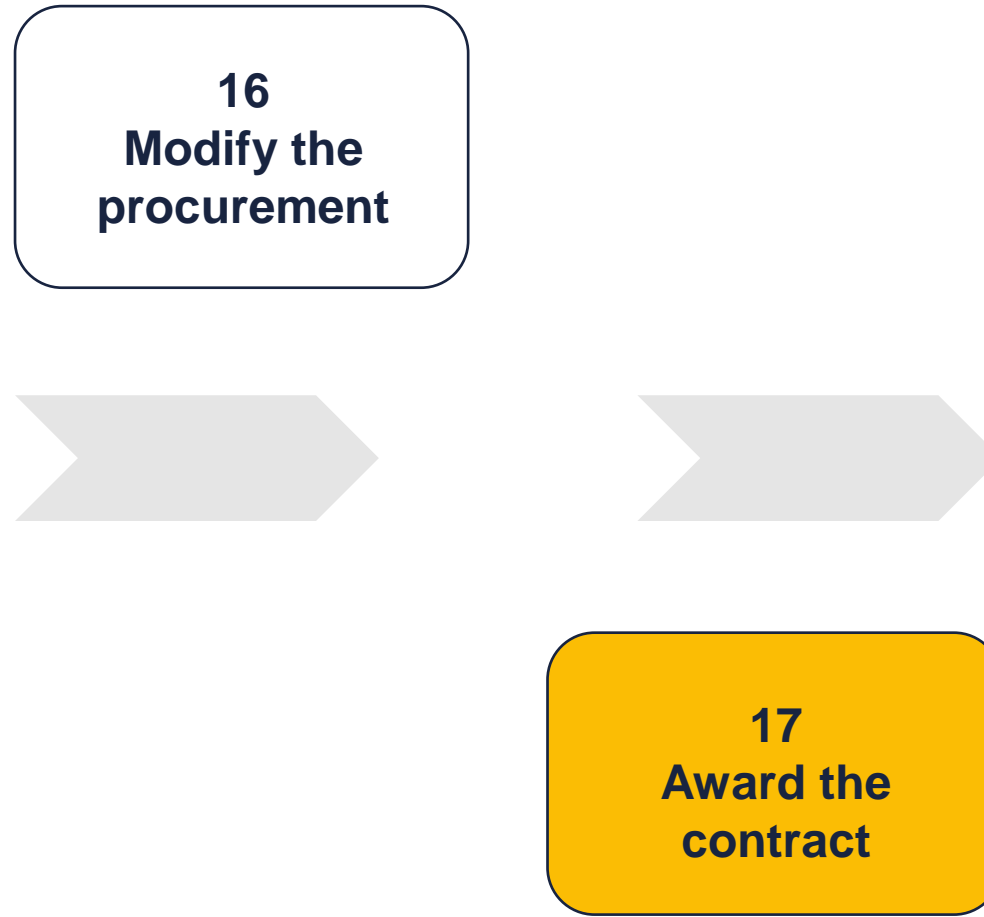 16
Modify the
procurement
17
Award the
contract